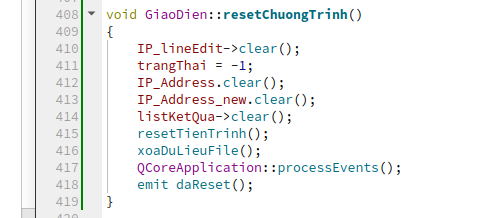 408 void GiaoDien::resetChuongTrinh()
409 {
410     IP_lineEdit->clear();
411     trangThai = -1;
412     IP_Address.clear();
413     IP_Address_new.clear();
414     listKetQua->clear();
415     resetTienTrinh();
416     xoaDuLieuFile();
417     QCoreApplication::processEvents();
418     emit daReset();
419 }